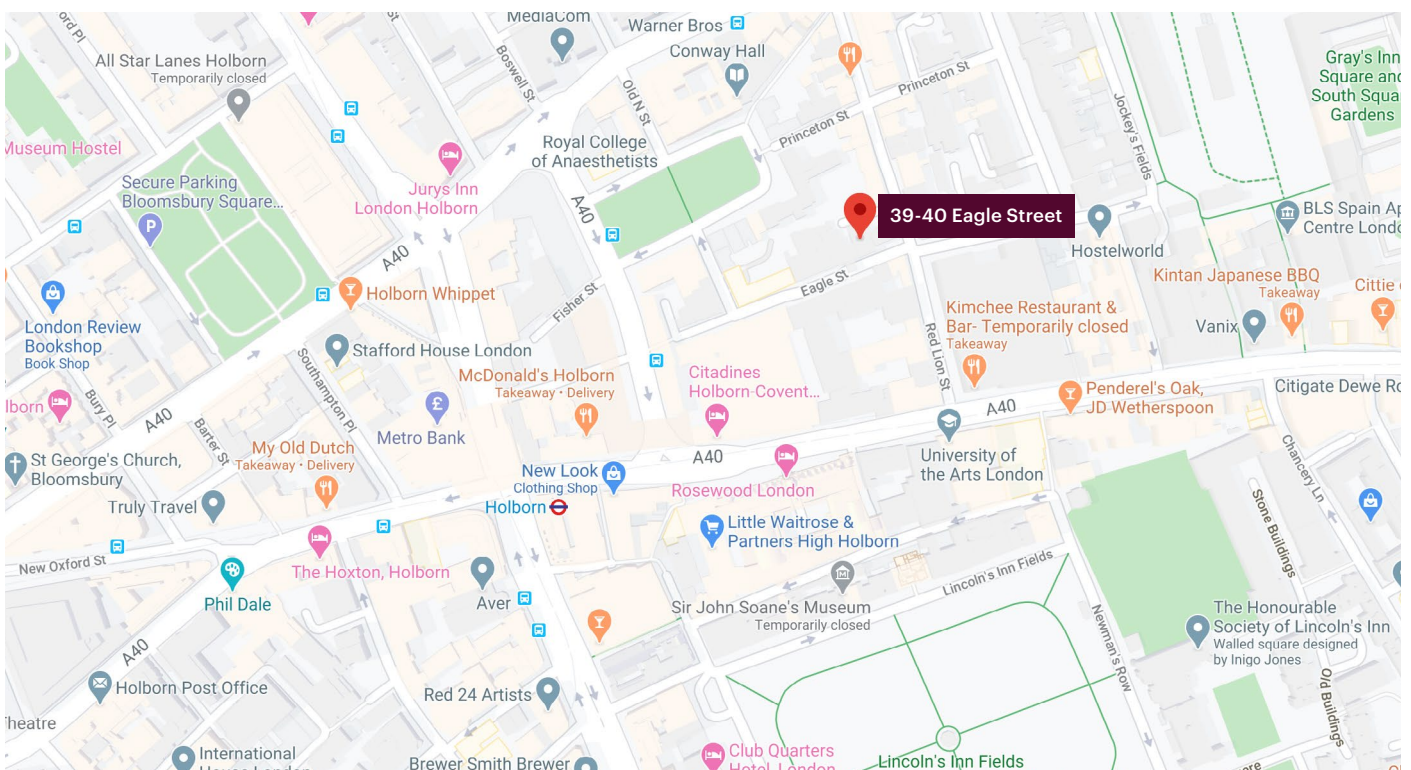 MediaCom
Warner Bros
Conway Hall
All Star Lanes Holborn
Temporarily closed
Boswell St
Old N St
Princeton St
Princeton St
Jockey's Fields
Gray's Inn
Square and
South Squa
Gardens
Museum Hostel
Royal College
of Anaesthetists
Secure Parking
Bloomsbury Square...
P
Jurys Inn
London Holborn
A40
39-40 Eagle Street
BLS Spain Ap
Centre Londo
Hostelworld
A40
Holborn Whippet
Eagle St
Fisher St
Kintan Japanese BBQ
Takeaway
Cittie
London Review
Bookshop
Book Shop
Kimchee Restaurant &
Bar- Temporarily closed
Takeaway
Vanix
Stafford House London
Southampton Pl
Red Lion St
McDonald's Holborn
Takeaway • Delivery
Citadines
Holborn-Covent...
Penderel's Oak,
JD Wetherspoon
Citigate Dewe Ro
lborn
Bury Pl
A40
£
Metro Bank
A40
Barter St
My Old Dutch
Takeaway • Delivery
A40
University of
the Arts London
St George's Church,
Bloomsbury
New Look
Clothing Shop
Rosewood London
Chancery Ln
Truly Travel
Holborn
Little Waitrose &
Partners High Holborn
Stone Buildings
New Oxford St
The Hoxton, Holborn
Lincoln's Inn Fields
Phil Dale
Aver
Sir John Soane's Museum
Temporarily closed
Newman's Row
The Honourable
Society of Lincoln's Inn
Walled square designed
by Inigo Jones
A40
Holborn Post Office
Red 24 Artists
Old Buildings
Theatre
International
Brewer Smith Brewer
Club Quarters
Hotel, London
Lincoln's Inn Fields